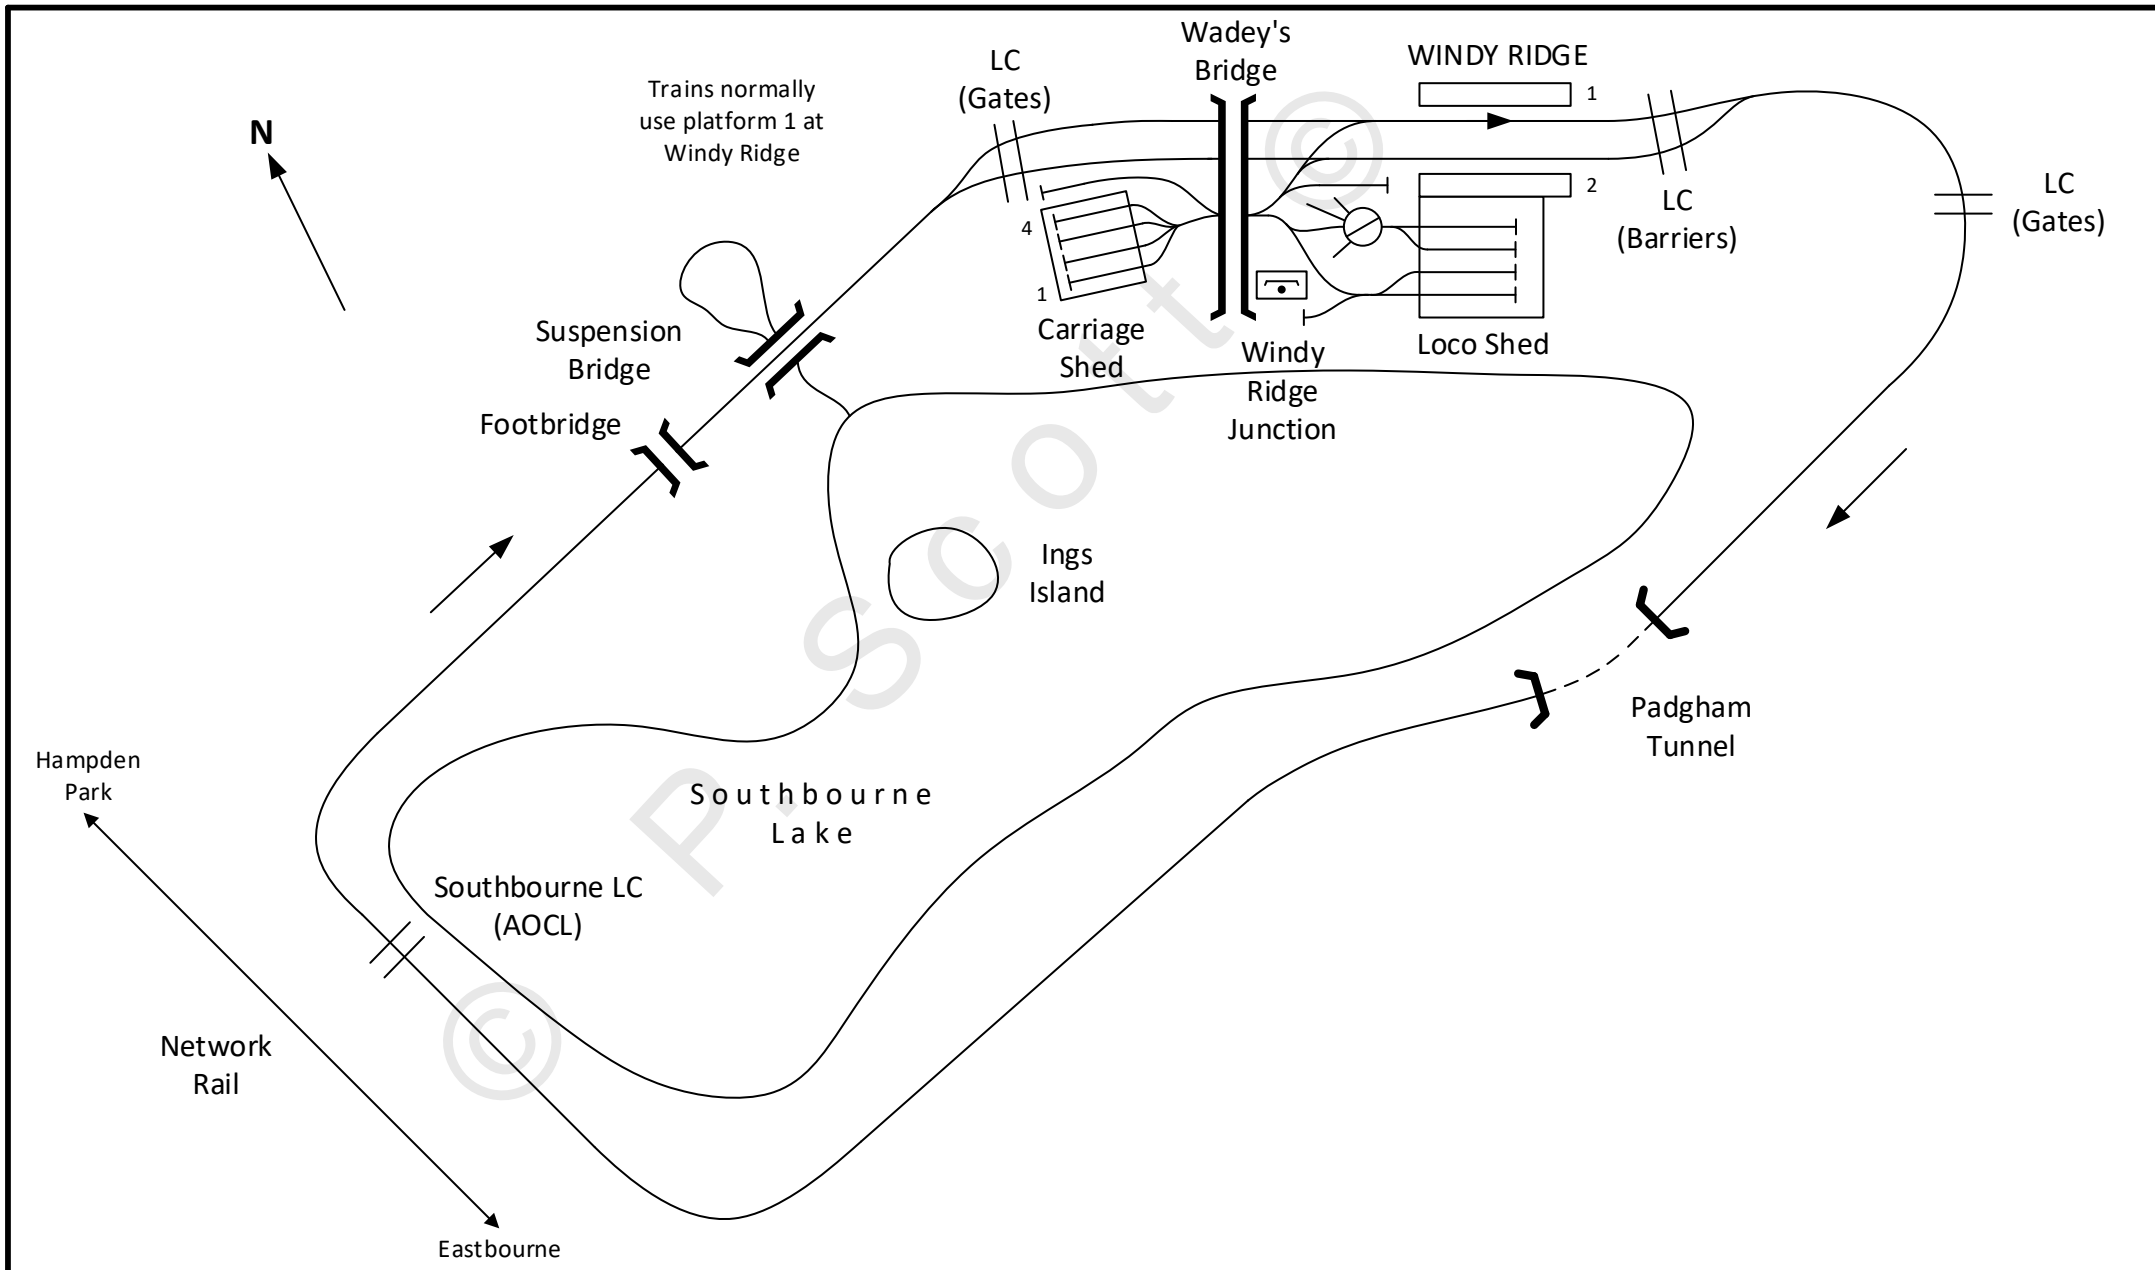 Wadey's
Bridge
WINDY RIDGE
LC
(Gates)
Trains normally
use platform 1 at
Windy Ridge
1
N
2
LC
(Barriers)
LC
(Gates)
4
1
Carriage
Shed
Windy
Ridge
Junction
Loco Shed
Suspension
Bridge
Footbridge
Ings
Island
Padgham
Tunnel
Hampden
Park
Southbourne
Lake
Southbourne LC
(AOCL)
Network
Rail
Eastbourne
© P. Scott ©